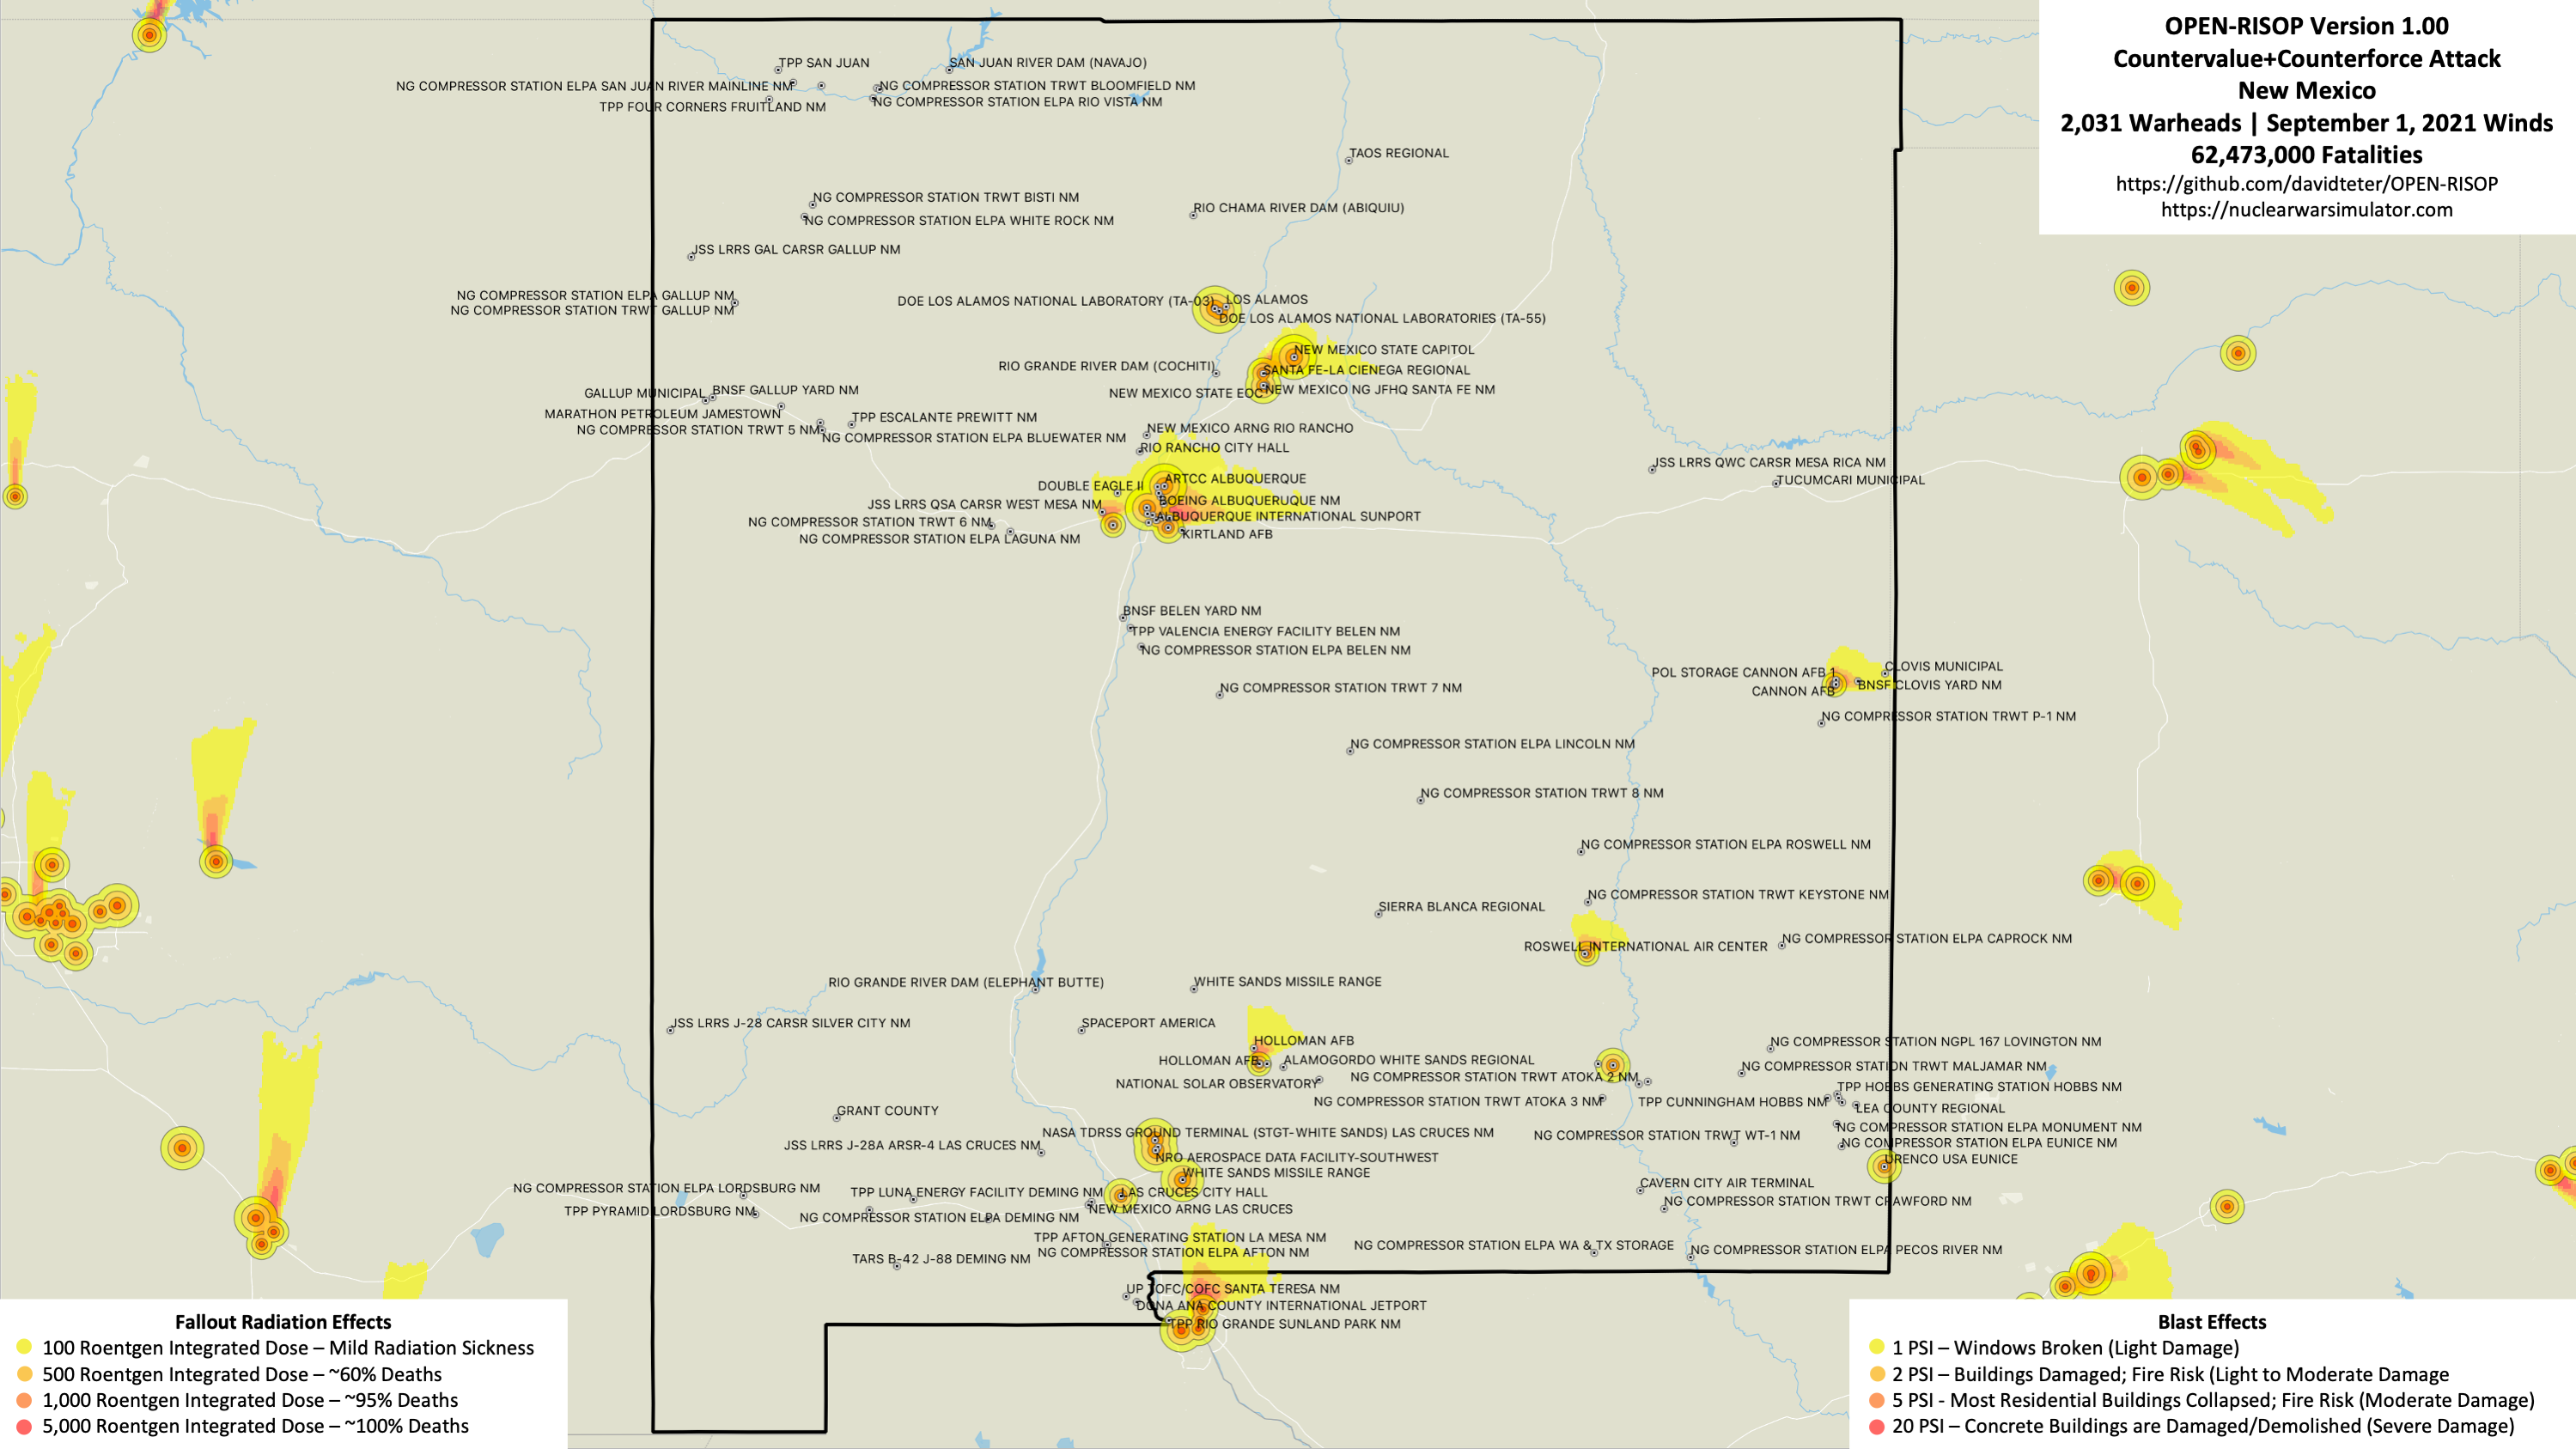 OPEN-RISOP Version 1.00
Countervalue+Counterforce Attack
New Mexico
2,031 Warheads | September 1, 2021 Winds
62,473,000 Fatalities
https://github.com/davidteter/OPEN-RISOP
https://nuclearwarsimulator.com
TPP SAN JUAN
SAN JUAN RIVER DAM (NAVAJO)
NG COMPRESSOR STATION ELPA SAN JUAN RIVER MAINLINE NM
NG COMPRESSOR STATION TRWT BLOOMFIELD NM
TPP FOUR CORNERS FRUITLAND NM
NG COMPRESSOR STATION ELPA RIO VISTA NM
TAOS REGIONAL
NG COMPRESSOR STATION TRWT BISTI NM
RIO CHAMA RIVER DAM (ABIQUIU)
NG COMPRESSOR STATION ELPA WHITE ROCK NM
JSS LRRS GAL CARSR GALLUP NM
NG COMPRESSOR STATION ELPA GALLUP NM
NG COMPRESSOR STATION TRWT GALLUP NM
DOE LOS ALAMOS NATIONAL LABORATORY (TA-03)
LOS ALAMOS
DOE LOS ALAMOS NATIONAL LABORATORIES (TA-55)
NEW MEXICO STATE CAPITOL
RIO GRANDE RIVER DAM (COCHITI)
SANTA FE-LA CIENEGA REGIONAL
NEW MEXICO STATE EOC
NEW MEXICO NG JFHQ SANTA FE NM
GALLUP MUNICIPAL
BNSF GALLUP YARD NM
MARATHON PETROLEUM JAMESTOWN
TPP ESCALANTE PREWITT NM
NG COMPRESSOR STATION TRWT 5 NM
NG COMPRESSOR STATION ELPA BLUEWATER NM
NEW MEXICO ARNG RIO RANCHO
RIO RANCHO CITY HALL
JSS LRRS QWC CARSR MESA RICA NM
TUCUMCARI MUNICIPAL
DOUBLE EAGLE II
ARTCC ALBUQUERQUE
JSS LRRS QSA CARSR WEST MESA NM
BOEING ALBUQUERUQUE NM
NG COMPRESSOR STATION TRWT 6 NM
ALBUQUERQUE INTERNATIONAL SUNPORT
NG COMPRESSOR STATION ELPA LAGUNA NM
KIRTLAND AFB
BNSF BELEN YARD NM
TPP VALENCIA ENERGY FACILITY BELEN NM
NG COMPRESSOR STATION ELPA BELEN NM
NG COMPRESSOR STATION TRWT 7 NM
POL STORAGE CANNON AFB 1
CLOVIS MUNICIPAL
CANNON AFB
BNSF CLOVIS YARD NM
NG COMPRESSOR STATION TRWT P-1 NM
NG COMPRESSOR STATION ELPA LINCOLN NM
NG COMPRESSOR STATION TRWT 8 NM
NG COMPRESSOR STATION ELPA ROSWELL NM
NG COMPRESSOR STATION TRWT KEYSTONE NM
SIERRA BLANCA REGIONAL
ROSWELL INTERNATIONAL AIR CENTER
NG COMPRESSOR STATION ELPA CAPROCK NM
RIO GRANDE RIVER DAM (ELEPHANT BUTTE)
WHITE SANDS MISSILE RANGE
JSS LRRS J-28 CARSR SILVER CITY NM
SPACEPORT AMERICA
HOLLOMAN AFB
HOLLOMAN AFB
ALAMOGORDO WHITE SANDS REGIONAL
NATIONAL SOLAR OBSERVATORY
NG COMPRESSOR STATION TRWT ATOKA 2 NM
NG COMPRESSOR STATION TRWT ATOKA 3 NM
NG COMPRESSOR STATION NGPL 167 LOVINGTON NM
NG COMPRESSOR STATION TRWT MALJAMAR NM
TPP HOBBS GENERATING STATION HOBBS NM
TPP CUNNINGHAM HOBBS NM
LEA COUNTY REGIONAL
GRANT COUNTY
NASA TDRSS GROUND TERMINAL (STGT-WHITE SANDS) LAS CRUCES NM
NG COMPRESSOR STATION TRWT WT-1 NM
NG COMPRESSOR STATION ELPA MONUMENT NM
NG COMPRESSOR STATION ELPA EUNICE NM
JSS LRRS J-28A ARSR-4 LAS CRUCES NM
NRO AEROSPACE DATA FACILITY-SOUTHWEST
URENCO USA EUNICE
WHITE SANDS MISSILE RANGE
NG COMPRESSOR STATION ELPA LORDSBURG NM
TPP LUNA ENERGY FACILITY DEMING NM
LAS CRUCES CITY HALL
CAVERN CITY AIR TERMINAL
NG COMPRESSOR STATION TRWT CRAWFORD NM
TPP PYRAMID LORDSBURG NM
NG COMPRESSOR STATION ELPA DEMING NM
NEW MEXICO ARNG LAS CRUCES
TPP AFTON GENERATING STATION LA MESA NM
NG COMPRESSOR STATION ELPA WA & TX STORAGE
NG COMPRESSOR STATION ELPA PECOS RIVER NM
TARS B-42 J-88 DEMING NM
NG COMPRESSOR STATION ELPA AFTON NM
UP TOFC/COFC SANTA TERESA NM
DONA ANA COUNTY INTERNATIONAL JETPORT
TPP RIO GRANDE SUNLAND PARK NM
Fallout Radiation Effects
100 Roentgen Integrated Dose – Mild Radiation Sickness
500 Roentgen Integrated Dose – ~60% Deaths
1,000 Roentgen Integrated Dose – ~95% Deaths
5,000 Roentgen Integrated Dose – ~100% Deaths
Blast Effects
1 PSI – Windows Broken (Light Damage)
2 PSI – Buildings Damaged; Fire Risk (Light to Moderate Damage
5 PSI - Most Residential Buildings Collapsed; Fire Risk (Moderate Damage)
20 PSI – Concrete Buildings are Damaged/Demolished (Severe Damage)